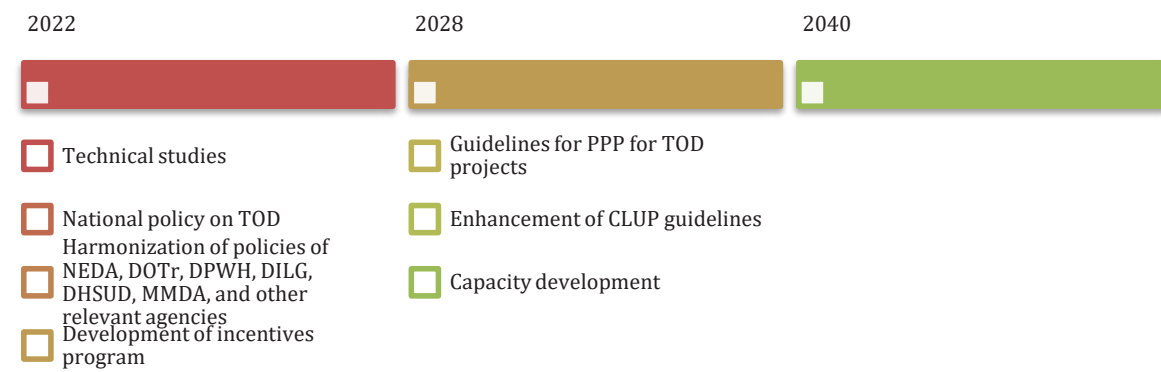 2022
2028
2040
Technical studies
National policy on TOD
Harmonization of policies of
NEDA, DOTr, DPWH, DILG,
DHSUD, MMDA, and other
relevant agencies
Development of incentives
program
Guidelines for PPP for TOD
projects
Enhancement of CLUP guidelines
Capacity development